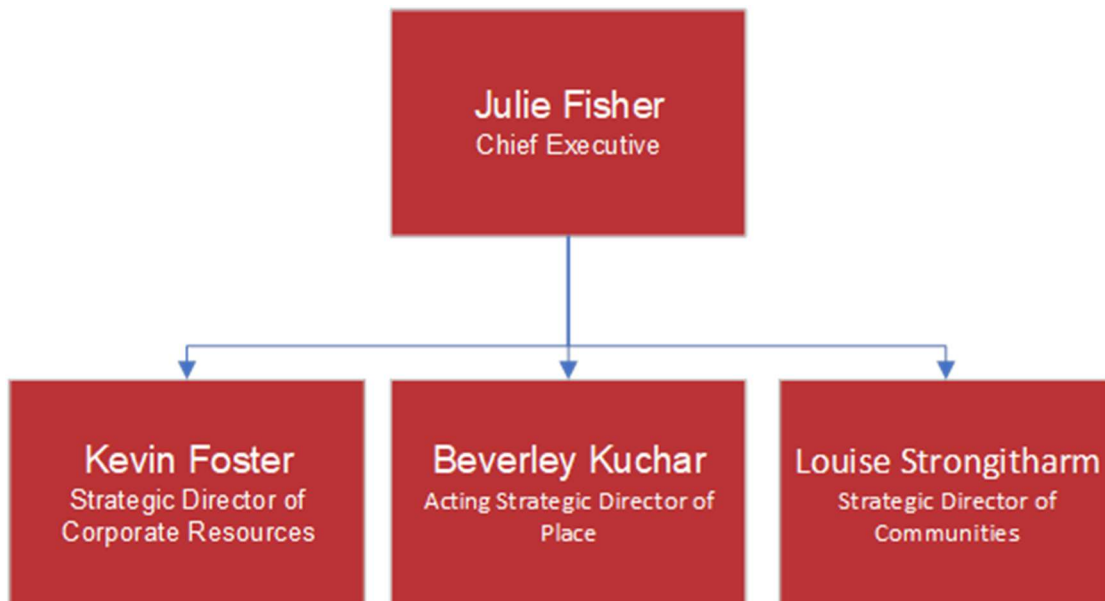 Julie Fisher
Chief Executive
Kevin Foster
Strategic Director of
Corporate Resources
Beverley Kuchar
Acting Strategic Director of
Place
Louise Strongitharm
Strategic Director of
Communities